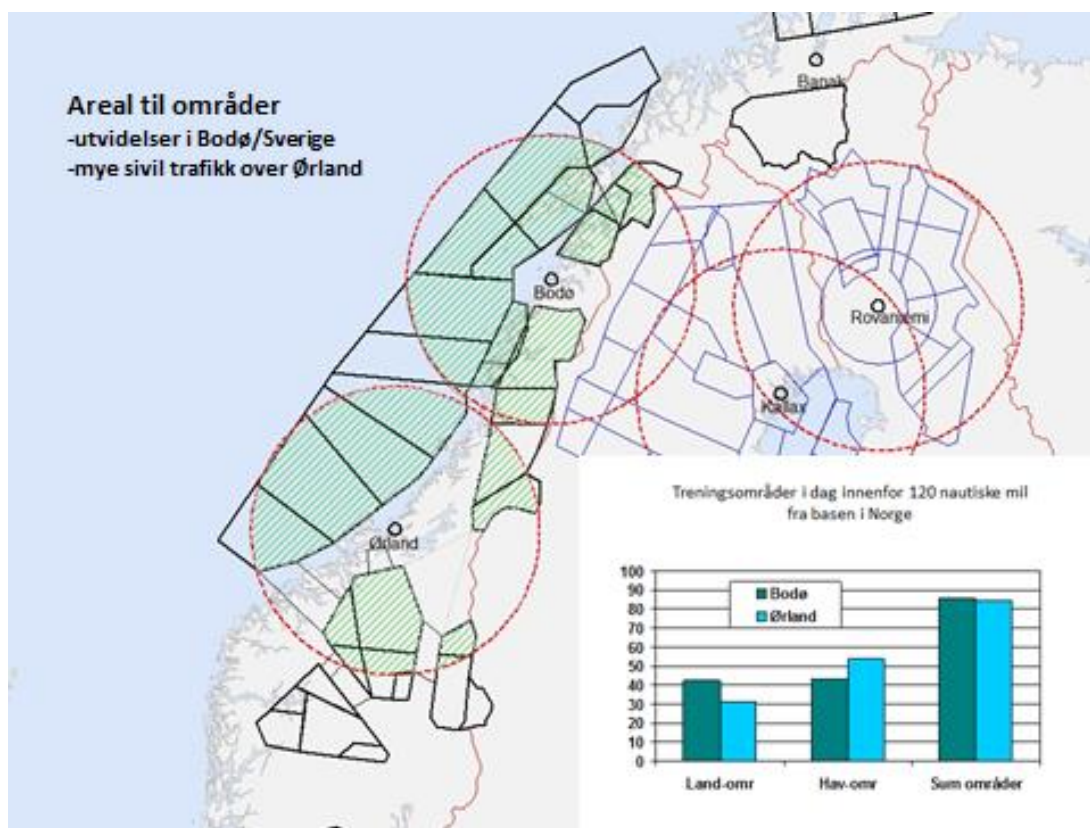 Areal til områder
-utvidelser i Bodø/Sverige
-mye sivil trafikk over Ørland
Banak
Bodø
Rovaniemi
Kallax
Ørland
Treningsområder i dag innenfor 120 nautiske mil
fra basen i Norge
100
90
80
70
60
50
40
30
20
10
0
Bodø
Ørland
Land-omr
Hav-omr
Sum områder